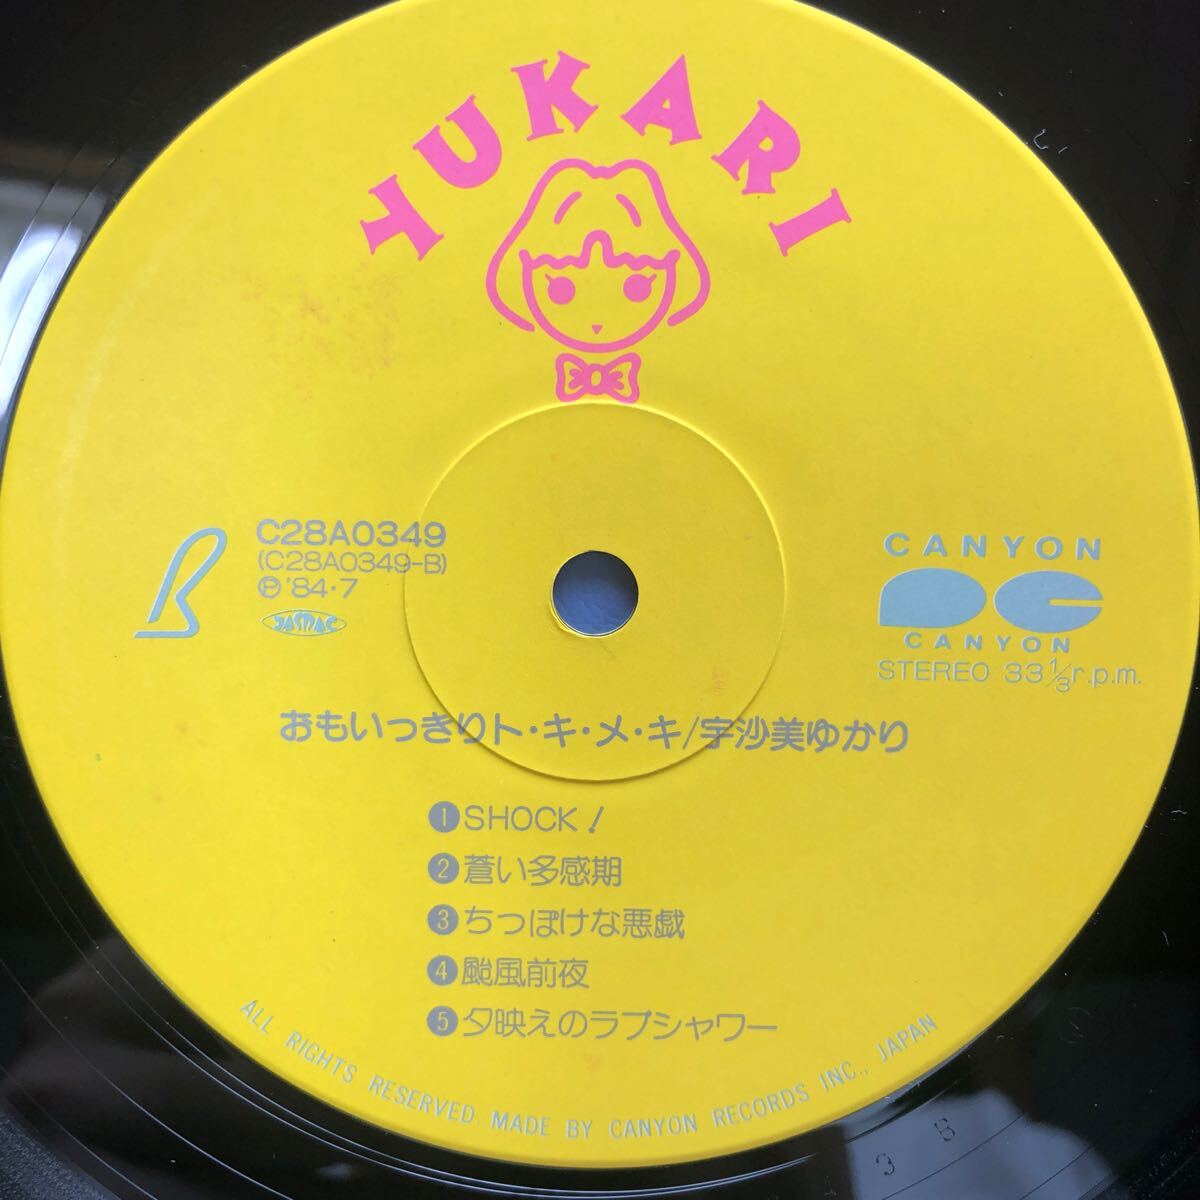 YUKARI
B
C28A0349
(C28A0349-B)
Ⓟ '84・7
JASRAC
CANYON
PC
CANYON
STEREO 33⅓r.p.m.
おもいっきりト・キ・メ・キ/宇沙美ゆかり
❶SHOCK!
❷蒼い多感期
❸ちっぽけな悪戯
❹颱風前夜
❺夕映えのラブシャワー
ALL RIGHTS RESERVED. MADE BY CANYON RECORDS INC., JAPAN
3 B